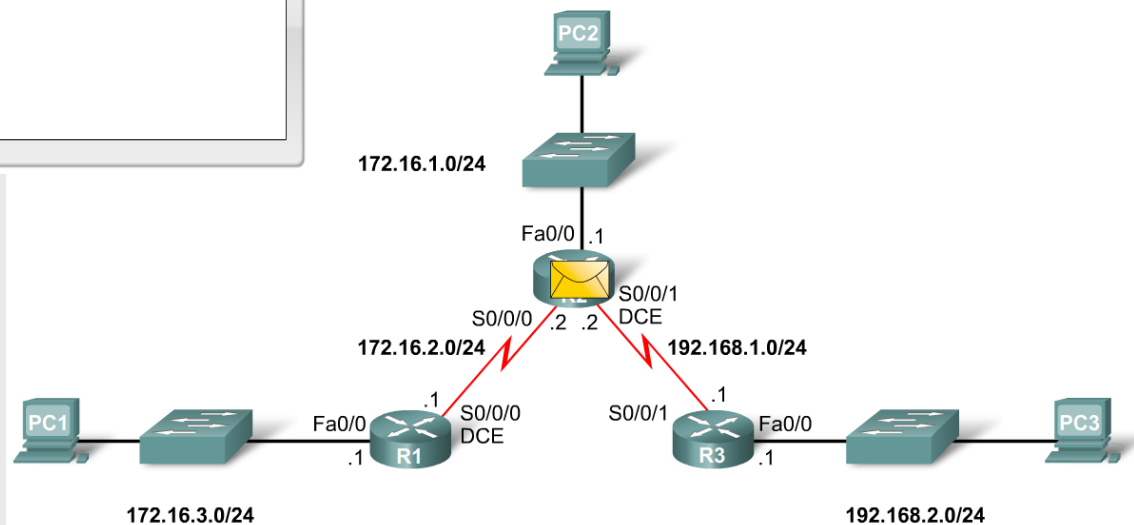 PC2
172.16.1.0/24
Fa0/0 .1
S0/0/1
S0/0/0 .2 .2 DCE
172.16.2.0/24 192.168.1.0/24
.1 .1
PC1 Fa0/0 S0/0/0 S0/0/1 Fa0/0 PC3
DCE
.1 R1 R3 .1
172.16.3.0/24 192.168.2.0/24